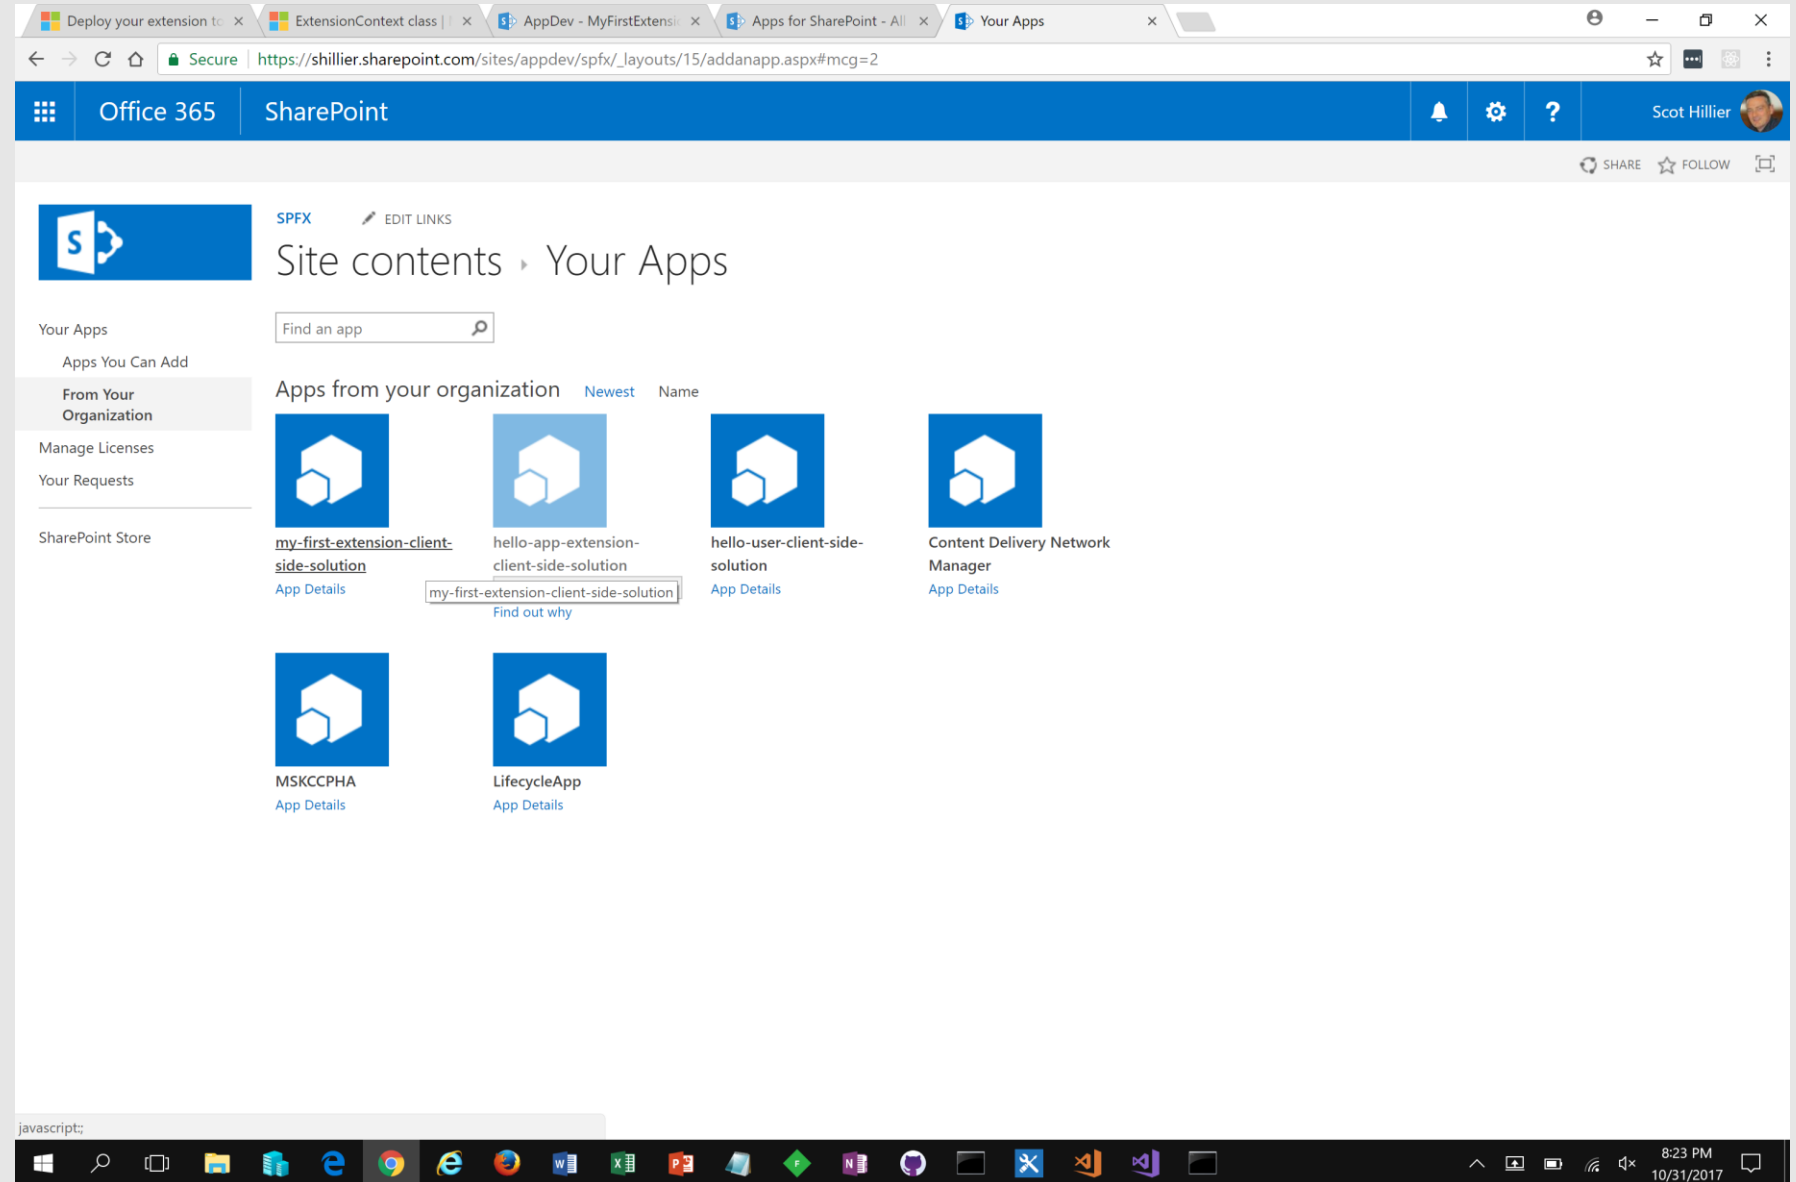 Deploy your extension to
ExtensionContext class |
AppDev - MyFirstExtensi
Apps for SharePoint - All
Your Apps
Secure
https://shillier.sharepoint.com/sites/appdev/spfx/_layouts/15/addanapp.aspx#mcg=2
Office 365
SharePoint
?
Scot Hillier
SHARE
FOLLOW
S
SPFX
EDIT LINKS
Site contents
Your Apps
Find an app
Your Apps
Apps You Can Add
From Your
Organization
Manage Licenses
Your Requests
SharePoint Store
Apps from your organization
Newest
Name
my-first-extension-client-
side-solution
App Details
hello-app-extension-
client-side-solution
my-first-extension-client-side-solution
Find out why
hello-user-client-side-
solution
App Details
Content Delivery Network
Manager
App Details
MSKCCPHA
App Details
LifecycleApp
App Details
javascript:;
8:23 PM
10/31/2017